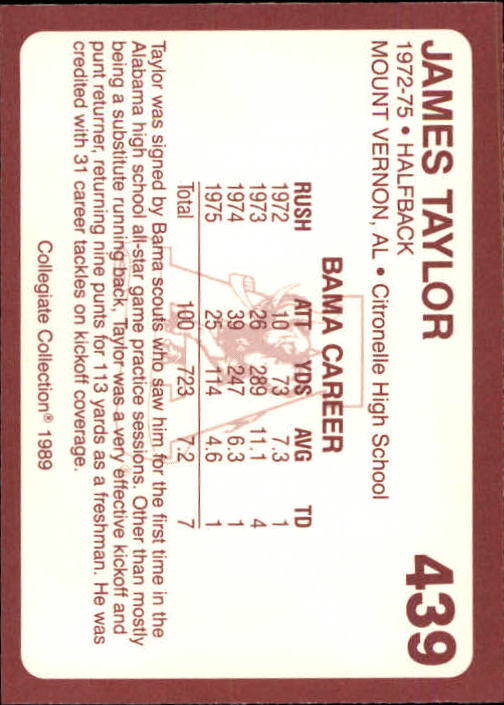 JAMES TAYLOR 439
1972-75 • HALFBACK
MOUNT VERNON, AL • Citronelle High School
BAMA CAREER
RUSH ATT YDS AVG TD
1972 10 73 7.3 1
1973 26 289 11.1 4
1974 39 247 6.3 1
1975 25 114 4.6 1
Total 100 723 7.2 7
Taylor was signed by Bama scouts who saw him for the first time in the
Alabama high school all-star game practice sessions. Other than mostly
being a substitute running back, Taylor was a very effective kickoff and
punt returner, returning nine punts for 113 yards as a freshman. He was
credited with 31 career tackles on kickoff coverage.
Collegiate Collection® 1989